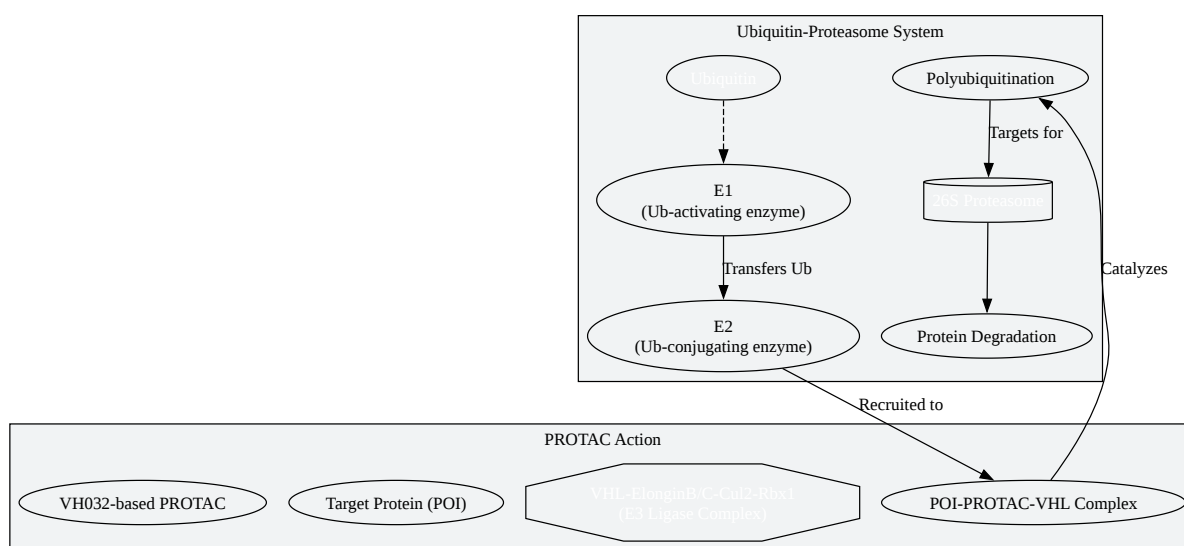 Ubiquitin-Proteasome System
Ubiquitin
Polyubiquitination
Targets for
E1
(Ub-activating enzyme)
26S Proteasome
Transfers Ub
Catalyzes
E2
(Ub-conjugating enzyme)
Protein Degradation
Recruited to
PROTAC Action
VH032-based PROTAC
Target Protein (POI)
VHL-ElonginB/C-Cul2-Rbx1
(E3 Ligase Complex)
POI-PROTAC-VHL Complex